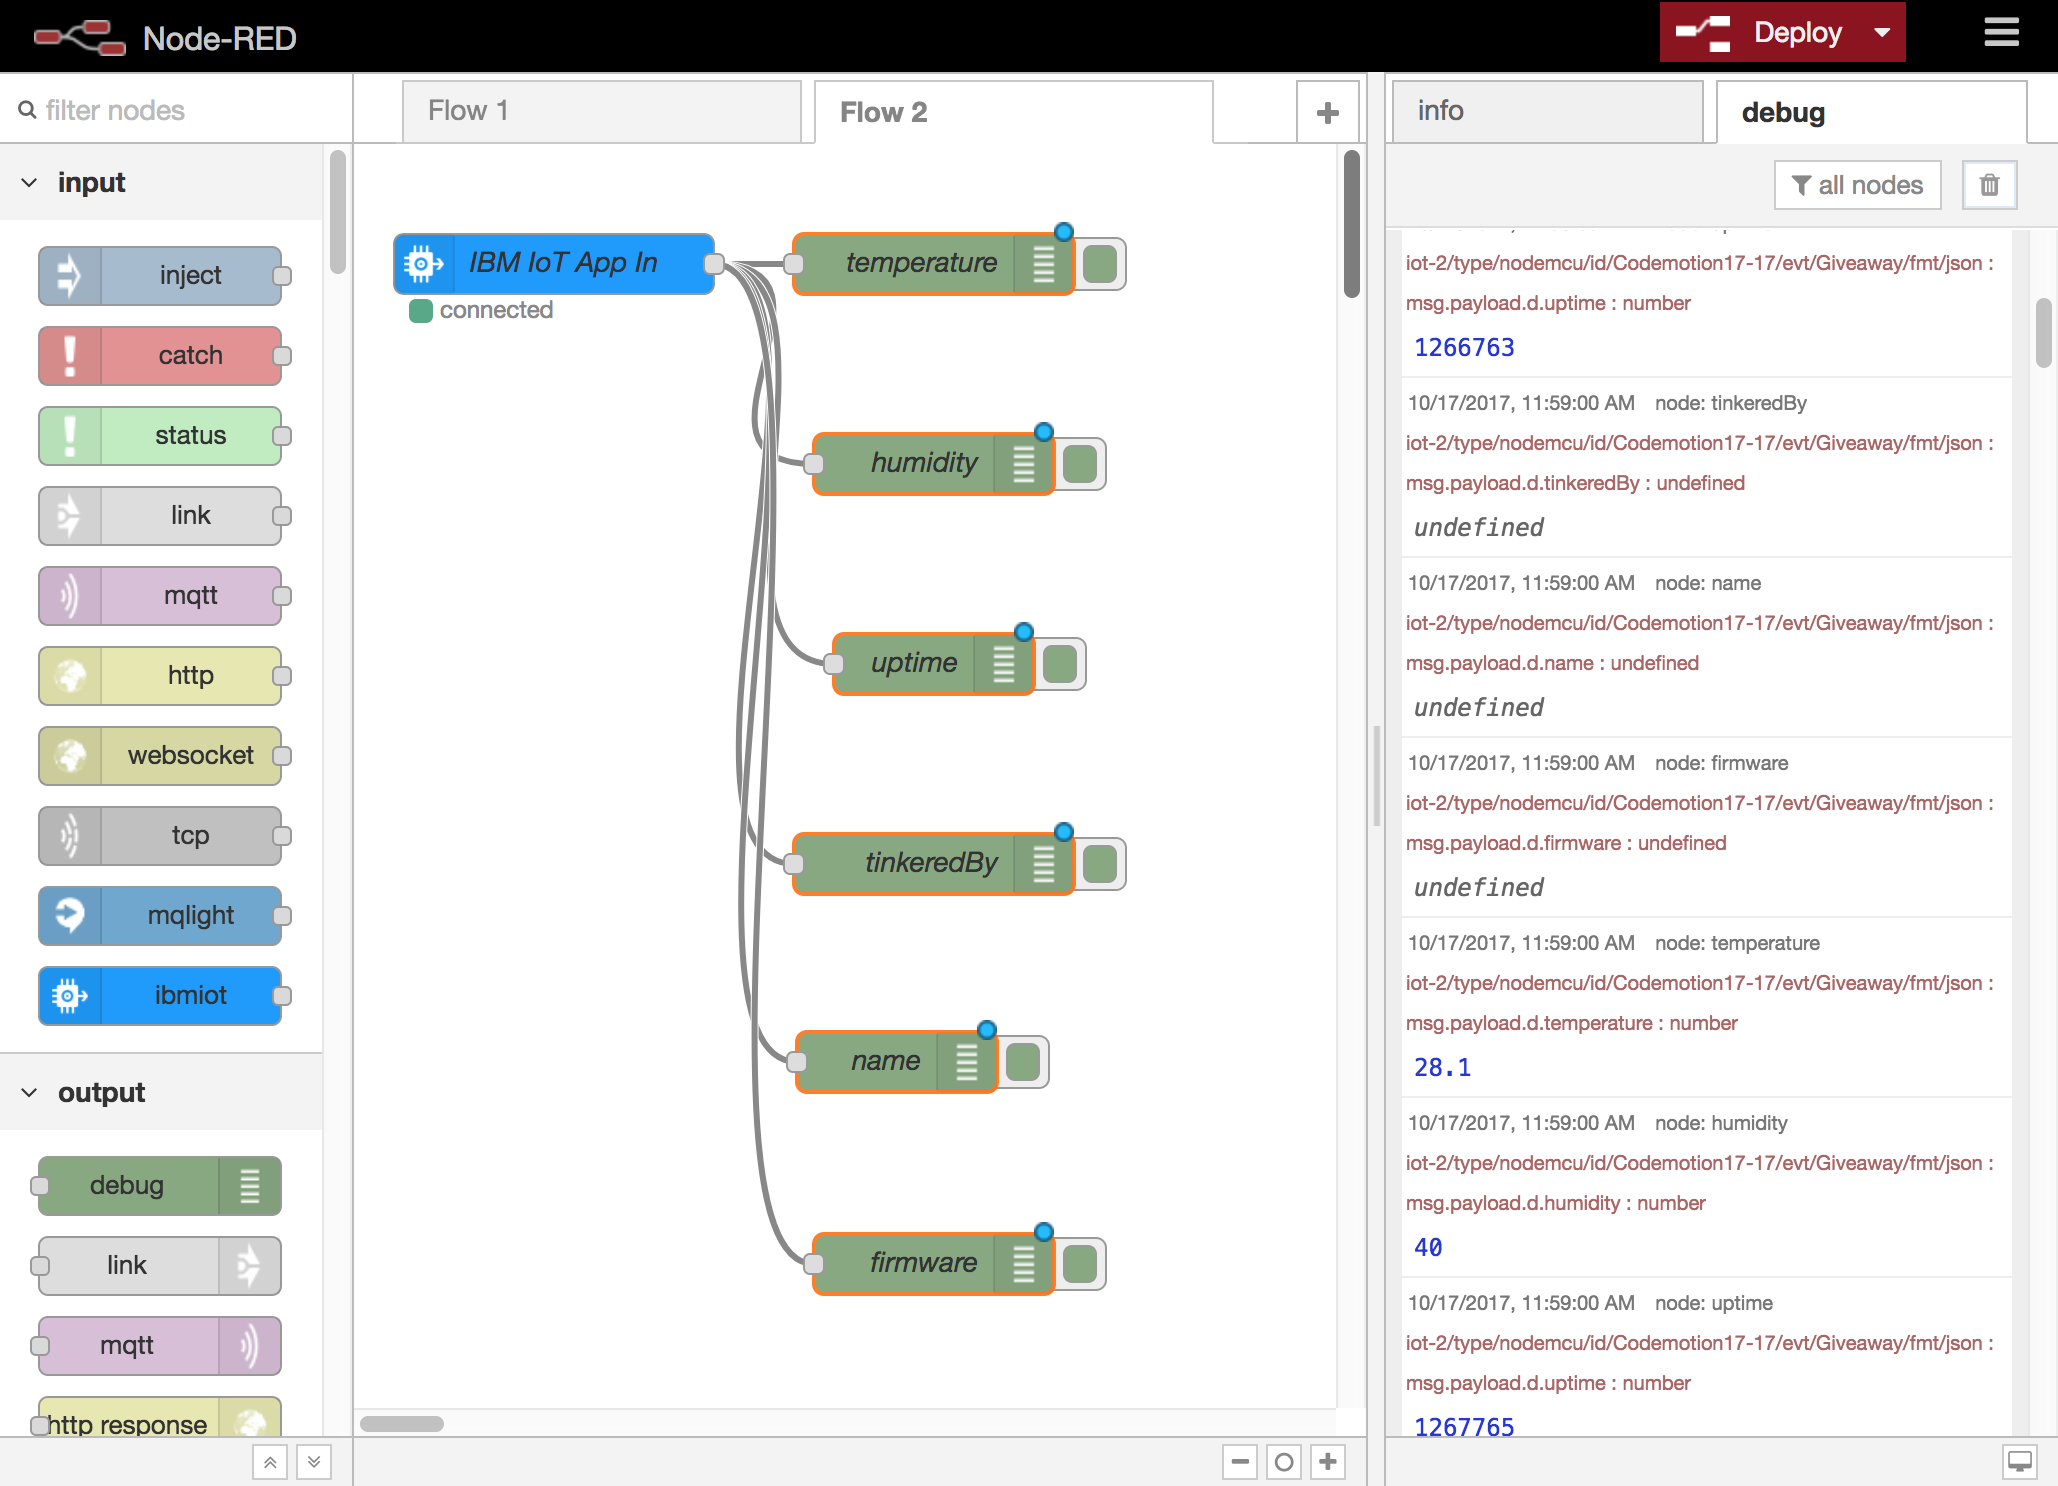 Node-RED
Deploy
filter nodes
Flow 1
Flow 2
info
debug
input
inject
catch
status
link
mqtt
http
websocket
tcp
mqlight
ibmiot
output
debug
link
mqtt
http response
IBM IoT App In
connected
temperature
humidity
uptime
tinkeredBy
name
firmware
all nodes
iot-2/type/nodemcu/id/Codemotion17-17/evt/Giveaway/fmt/json :
msg.payload.d.uptime : number
1266763
10/17/2017, 11:59:00 AM node: tinkeredBy
iot-2/type/nodemcu/id/Codemotion17-17/evt/Giveaway/fmt/json :
msg.payload.d.tinkeredBy : undefined
undefined
10/17/2017, 11:59:00 AM node: name
iot-2/type/nodemcu/id/Codemotion17-17/evt/Giveaway/fmt/json :
msg.payload.d.name : undefined
undefined
10/17/2017, 11:59:00 AM node: firmware
iot-2/type/nodemcu/id/Codemotion17-17/evt/Giveaway/fmt/json :
msg.payload.d.firmware : undefined
undefined
10/17/2017, 11:59:00 AM node: temperature
iot-2/type/nodemcu/id/Codemotion17-17/evt/Giveaway/fmt/json :
msg.payload.d.temperature : number
28.1
10/17/2017, 11:59:00 AM node: humidity
iot-2/type/nodemcu/id/Codemotion17-17/evt/Giveaway/fmt/json :
msg.payload.d.humidity : number
40
10/17/2017, 11:59:00 AM node: uptime
iot-2/type/nodemcu/id/Codemotion17-17/evt/Giveaway/fmt/json :
msg.payload.d.uptime : number
1267765